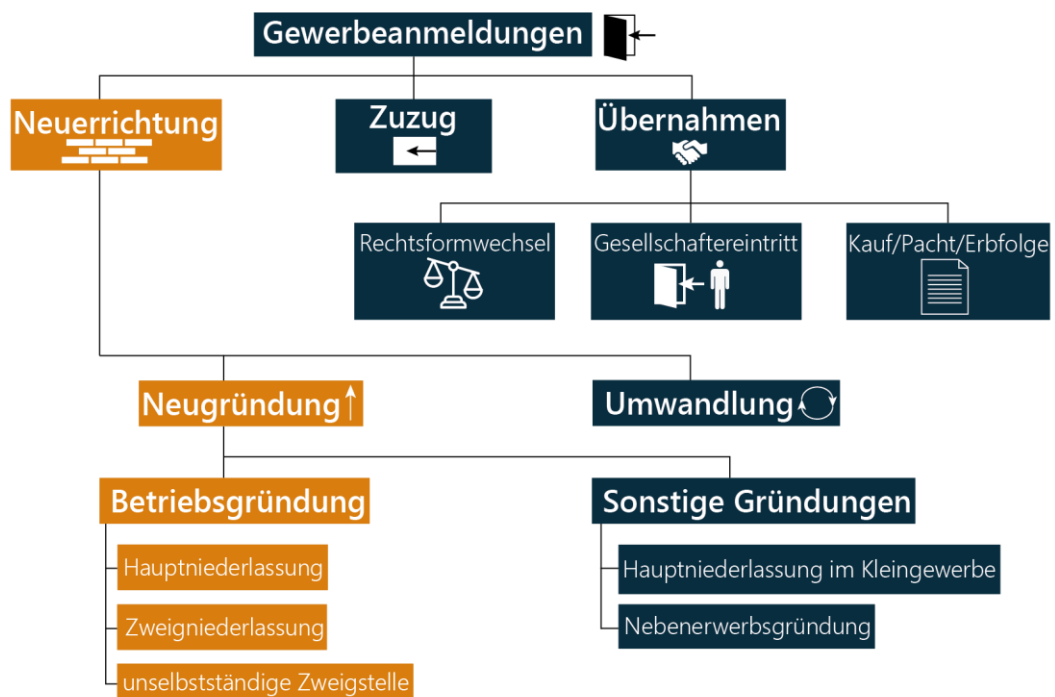 Gewerbeanmeldungen
Neuerrichtung
Zuzug
Übernahmen
Rechtsformwechsel
Gesellschaftereintritt
Kauf/Pacht/Erbfolge
Neugründung
Umwandlung
Betriebsgründung
Sonstige Gründungen
Hauptniederlassung
Hauptniederlassung im Kleingewerbe
Zweigniederlassung
Nebenerwerbsgründung
unselbstständige Zweigstelle